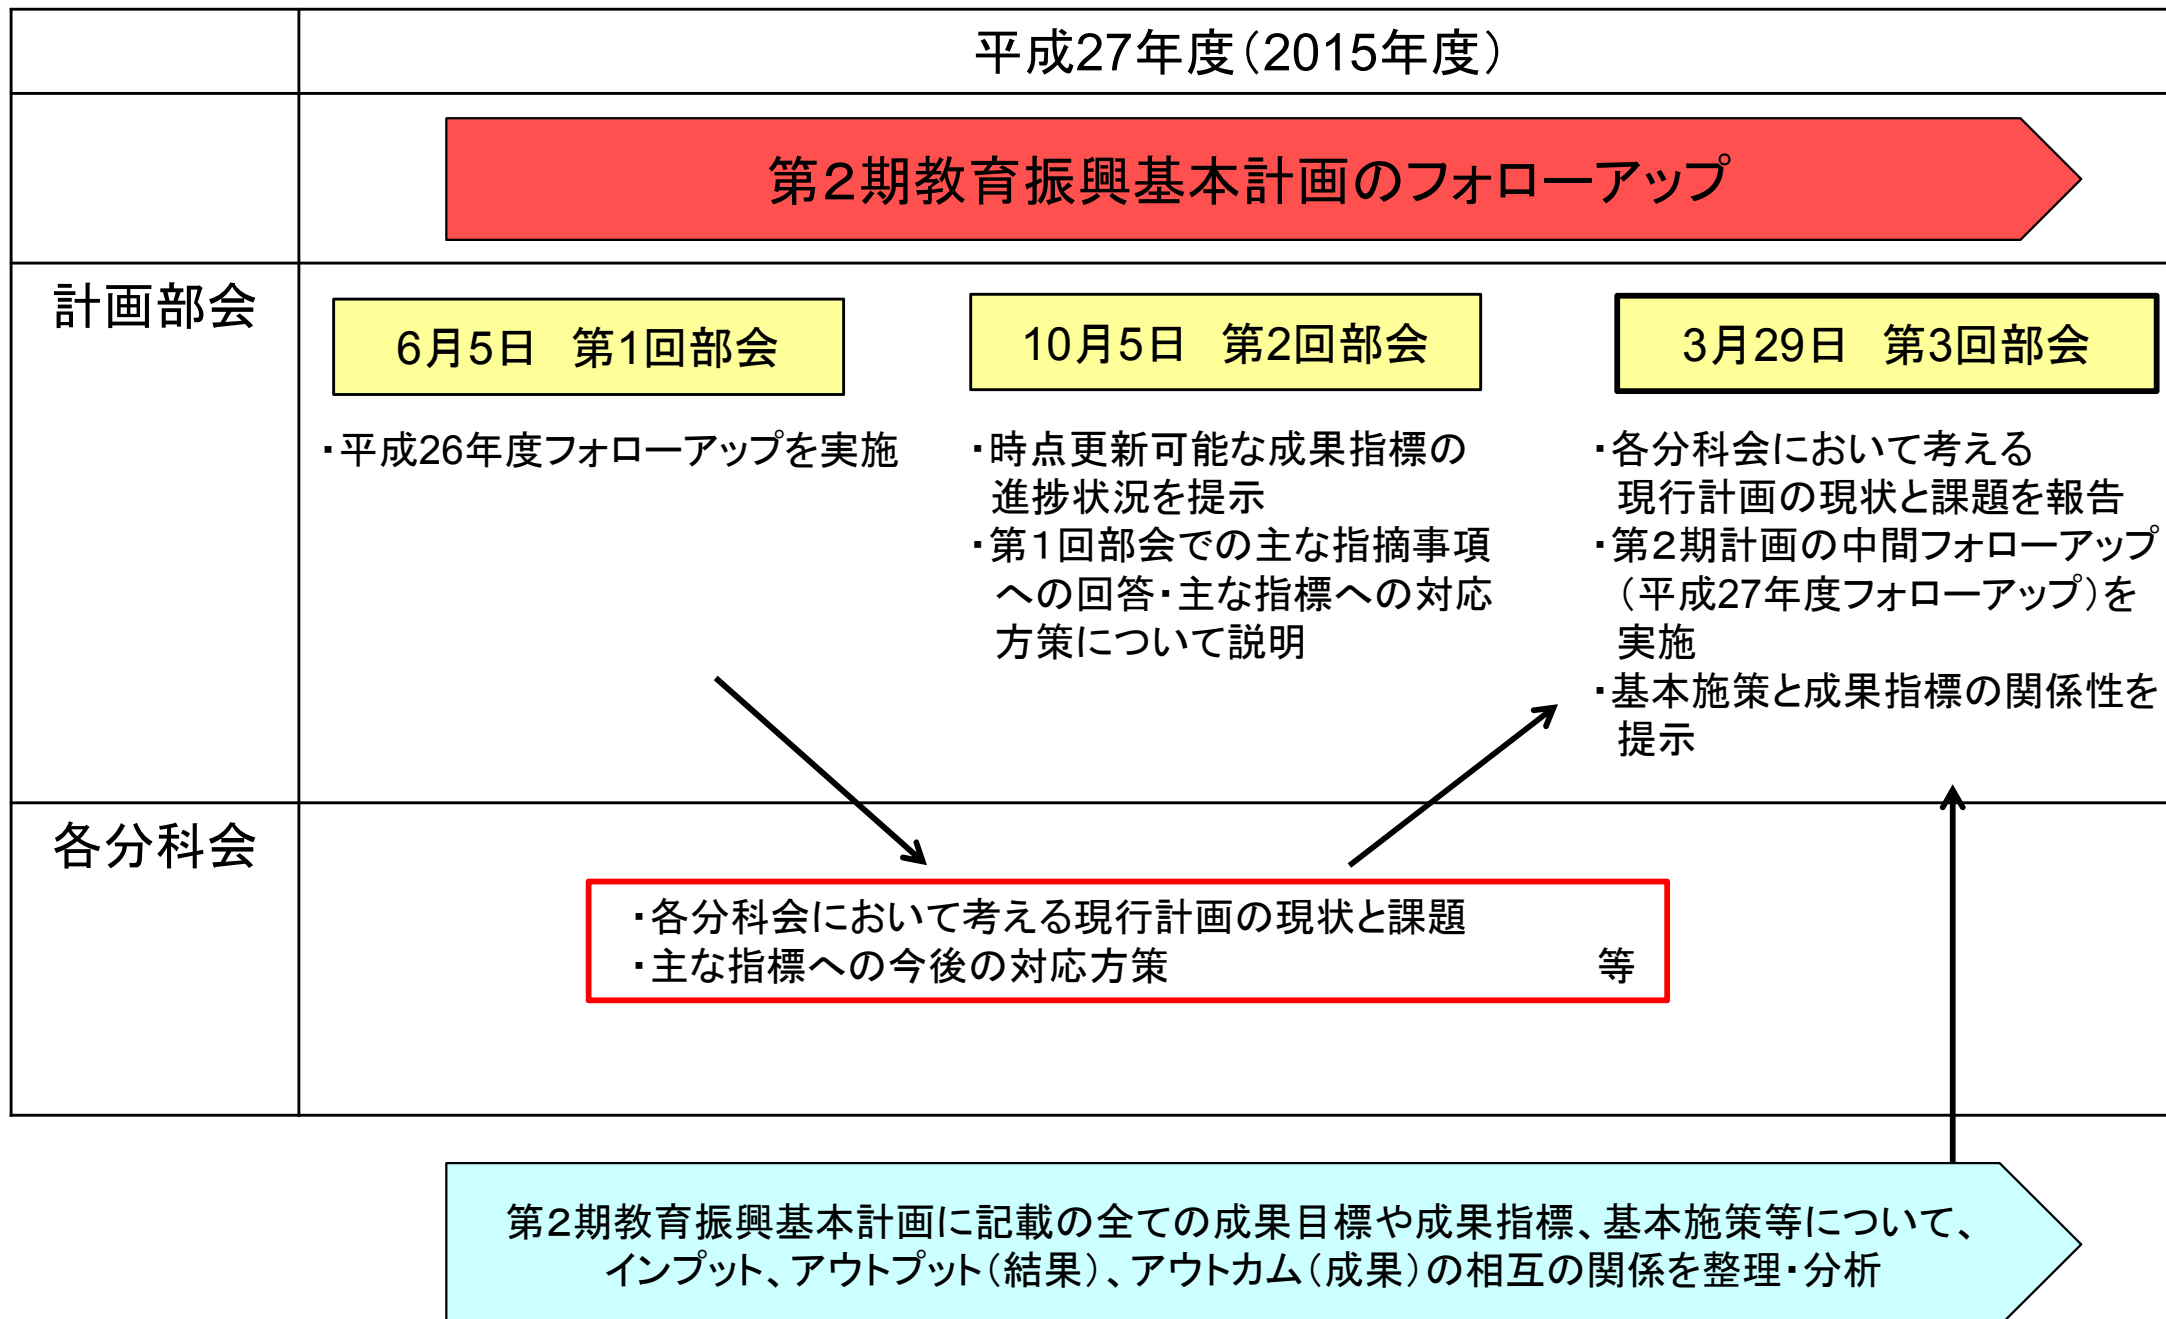 平成27年度（2015年度）
第２期教育振興基本計画のフォローアップ
計画部会
6月5日　第1回部会
・平成26年度フォローアップを実施
10月5日　第2回部会
・時点更新可能な成果指標の
進捗状況を提示
・第１回部会での主な指摘事項
への回答・主な指標への対応
方策について説明
3月29日　第3回部会
・各分科会において考える
現行計画の現状と課題を報告
・第２期計画の中間フォローアップ
（平成27年度フォローアップ）を
実施
・基本施策と成果指標の関係性を
提示
各分科会
・各分科会において考える現行計画の現状と課題
・主な指標への今後の対応方策　等
第２期教育振興基本計画に記載の全ての成果目標や成果指標、基本施策等について、
インプット、アウトプット（結果）、アウトカム（成果）の相互の関係を整理・分析